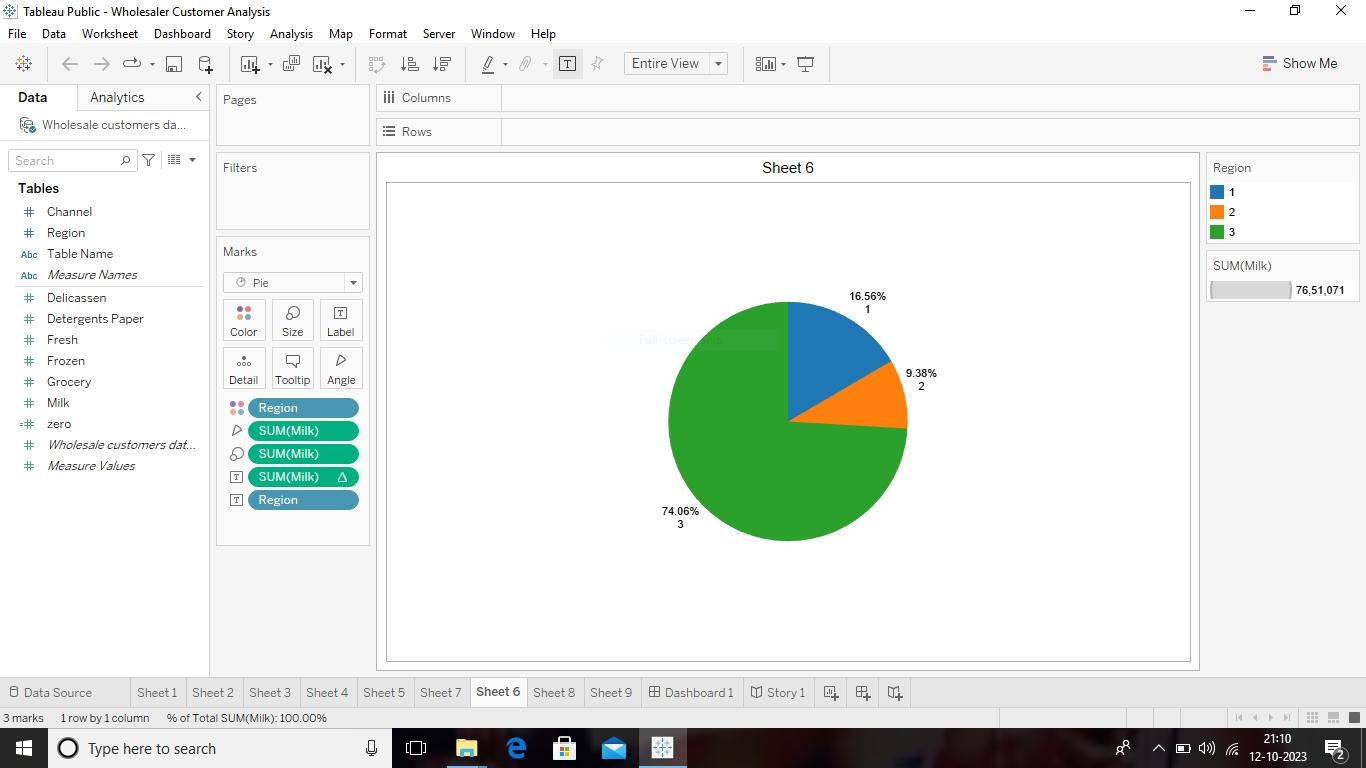 Tableau Public - Wholesaler Customer Analysis
File Data Worksheet Dashboard Story Analysis Map Format Server Window Help
Entire View
Show Me
Data Analytics
Wholesale customers da...
Search
Tables
Channel
Region
Abc Table Name
Abc Measure Names
Delicassen
Detergents Paper
Fresh
Frozen
Grocery
Milk
zero
Wholesale customers dat...
Measure Values
Pages
Filters
Marks
Pie
Color Size Label
Detail Tooltip Angle
Region
SUM(Milk)
SUM(Milk)
SUM(Milk)
Region
Columns
Rows
Sheet 6
16.56%
1
9.38%
2
74.06%
3
Region
1
2
3
SUM(Milk)
76,51,071
Data Source Sheet 1 Sheet 2 Sheet 3 Sheet 4 Sheet 5 Sheet 7 Sheet 6 Sheet 8 Sheet 9 Dashboard 1 Story 1
3 marks 1 row by 1 column % of Total SUM(Milk): 100.00%
Type here to search
21:10
12-10-2023
2